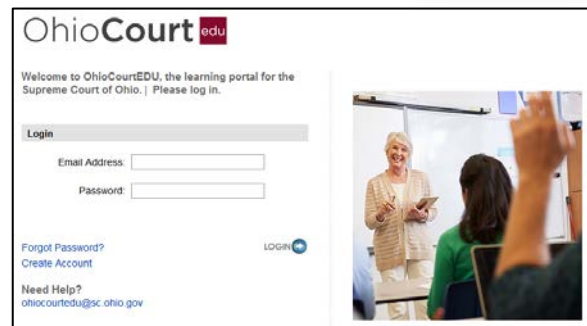 OhioCourt edu
Welcome to OhioCourtEDU, the learning portal for the
Supreme Court of Ohio. | Please log in.
Login
Email Address:
Password:
Forgot Password?
LOGIN
Create Account
Need Help?
ohiocourtedu@sc.ohio.gov